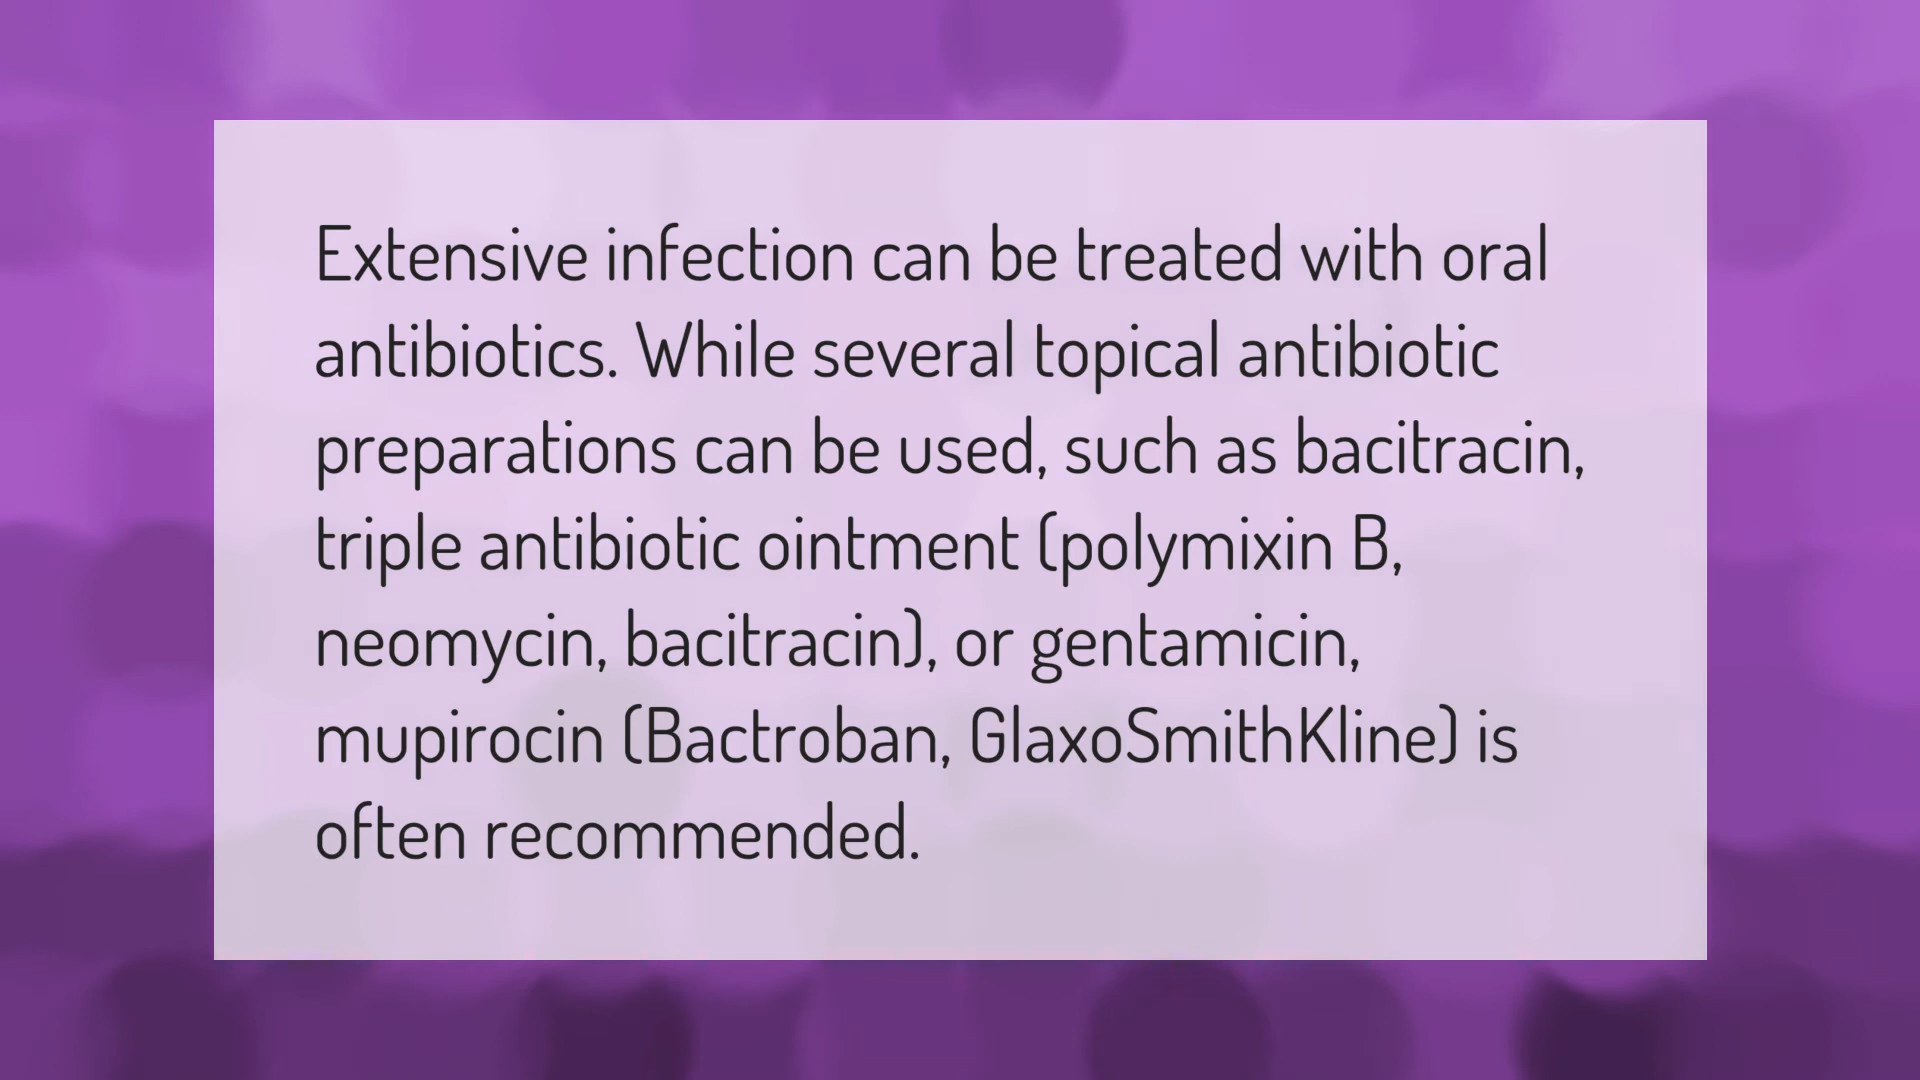 Extensive infection can be treated with oral
antibiotics. While several topical antibiotic
preparations can be used, such as bacitracin,
triple antibiotic ointment (polymixin B,
neomycin, bacitracin), or gentamicin,
mupirocin (Bactroban, GlaxoSmithKline) is
often recommended.